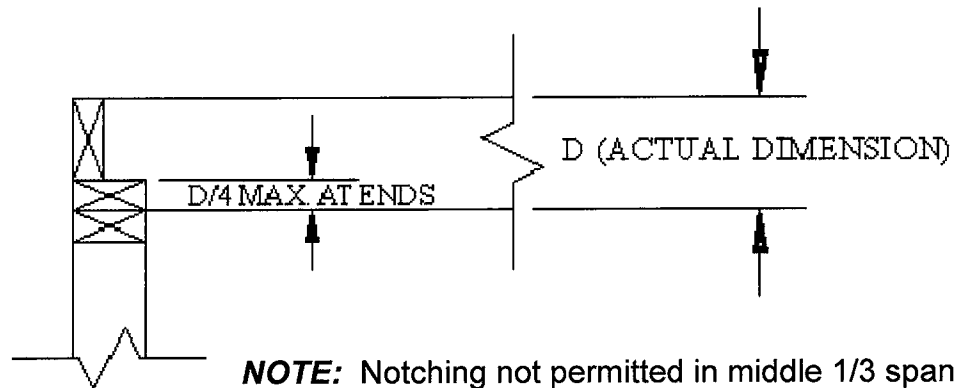 D (ACTUAL DIMENSION)
D/4 MAX. AT ENDS
NOTE: Notching not permitted in middle 1/3 span